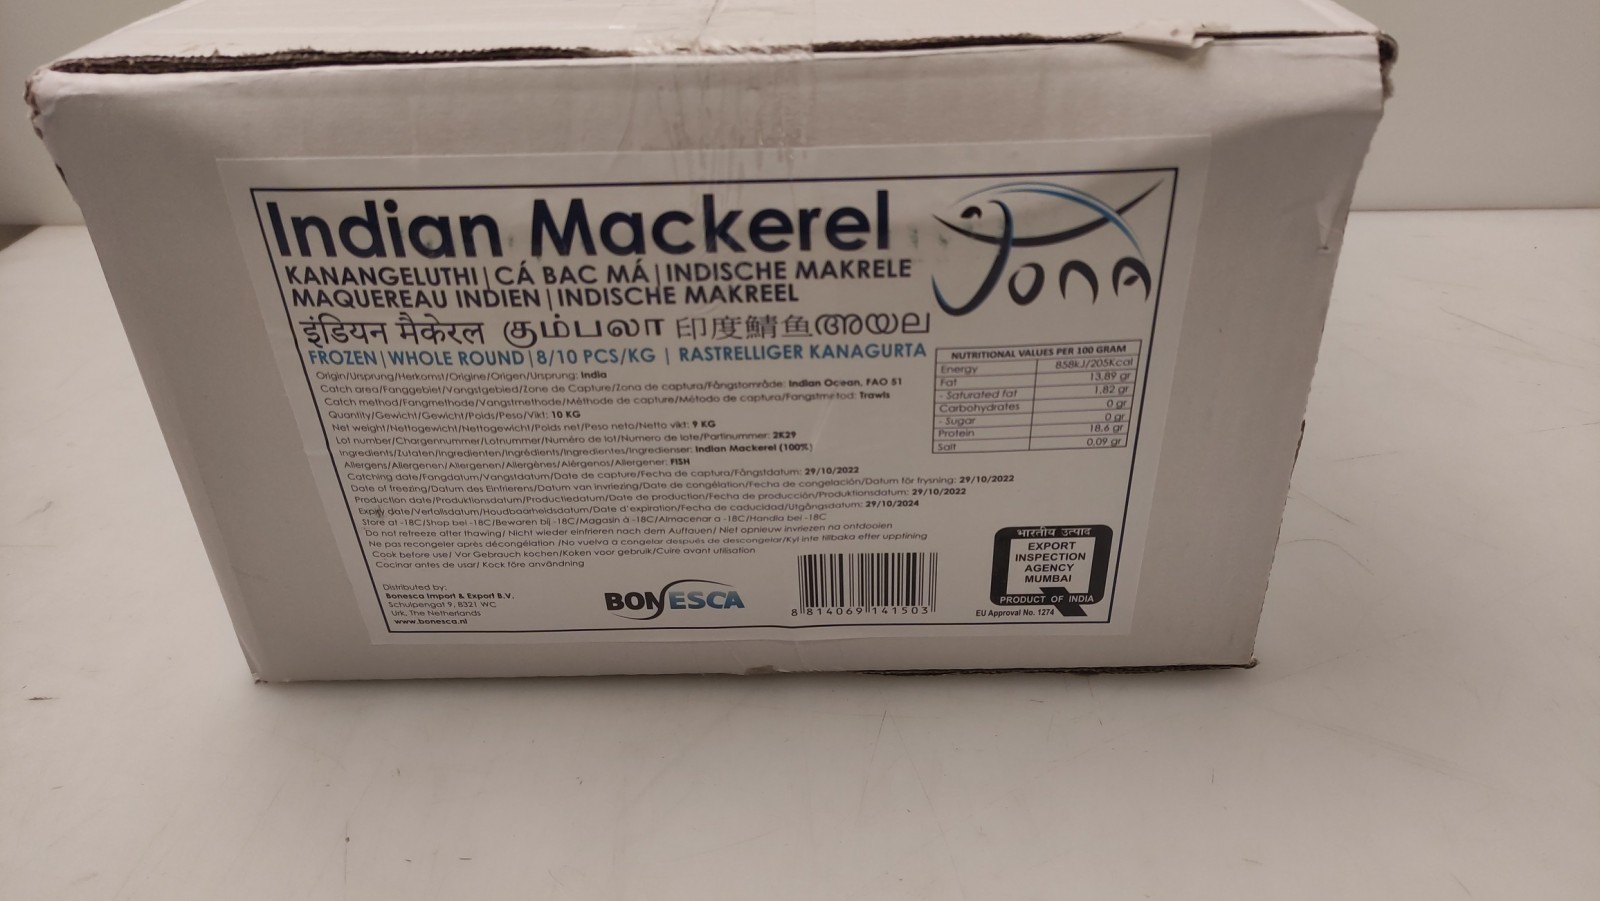 Indian Mackerel
KANANGELUTHI | CÁ BAC MÁ | INDISCHE MAKRELE
MAQUEREAU INDIEN | INDISCHE MAKREEL
इंडियन मैकेरल கும்பலா 印度鯖鱼 അയല
FROZEN | WHOLE ROUND | 8/10 PCS/KG | RASTRELLIGER KANAGURTA
Jona
Origin/Ursprung/Herkomst/Origine/Origen/Ursprung: India
Catch area/Fanggebiet/Vangstgebied/Zone de Capture/Zona de captura/Fångstområde: Indian Ocean, FAO 51
Catch method/Fangmethode/Vangstmethode/Méthode de capture/Método de captura/Fangstmetod: Trawls
Quantity/Gewicht/Gewicht/Poids/Peso/Vikt: 10 KG
Net weight/Nettogewicht/Nettogewicht/Poids net/Peso neto/Netto vikt: 9 KG
Lot number/Chargennummer/Lotnummer/Numéro de lot/Numero de lote/Partinummer: 2K29
Ingredients/Zutaten/Ingredienten/Ingrédients/Ingredientes/Ingredienser: Indian Mackerel (100%)
Allergens/Allergenen/Allergenen/Allergènes/Alérgenos/Allergener: FISH
Catching date/Fangdatum/Vangstdatum/Date de capture/Fecha de captura/Fångstdatum: 29/10/2022
Date of freezing/Datum des Einfrierens/Datum van invriezing/Date de congélation/Fecha de congelación/Datum för frysning: 29/10/2022
Production date/Produktionsdatum/Productiedatum/Date de production/Fecha de producción/Produktionsdatum: 29/10/2022
Expiry date/Verfallsdatum/Houdbaarheidsdatum/Date d'expiration/Fecha de caducidad/Utgångsdatum: 29/10/2024
Store at -18C/Shop bei -18C/Bewaren bij -18C/Magasin à -18C/Almacenar a -18C/Handla bei -18C
Do not refreeze after thawing/ Nicht wieder einfrieren nach dem Auftauen/ Niet opnieuw invriezen na ontdooien
Ne pas recongeler après décongélation /No vuelva a congelar después de descongelar/Kyl inte tillbaka efter upptining
Cook before use/ Vor Gebrauch kochen/Koken voor gebruik/Cuire avant utilisation
Cocinar antes de usar/ Kock före användning
NUTRITIONAL VALUES PER 100 GRAM
Energy 858kJ/205Kcal
Fat 13,89 gr
- Saturated fat 1,82 gr
Carbohydrates 0 gr
- Sugar 0 gr
Protein 18,6 gr
Salt 0,09 gr
Distributed by:
Bonesca Import & Export B.V.
Schulpengat 9, 8321 WC
Urk, The Netherlands
www.bonesca.nl
BONESCA
8 814069 141503
भारतीय उत्पाद
EXPORT
INSPECTION
AGENCY
MUMBAI
PRODUCT OF INDIA
EU Approval No. 1274